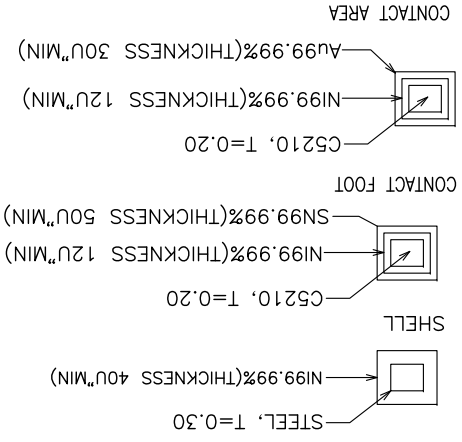 STEEL, T=0.30
NI99.99%(THICKNESS 40U"MIN)
SHELL
C5210, T=0.20
NI99.99%(THICKNESS 12U"MIN)
SN99.99%(THICKNESS 50U"MIN)
CONTACT FOOT
C5210, T=0.20
NI99.99%(THICKNESS 12U"MIN)
Au99.99%(THICKNESS 30U"MIN)
CONTACT AREA